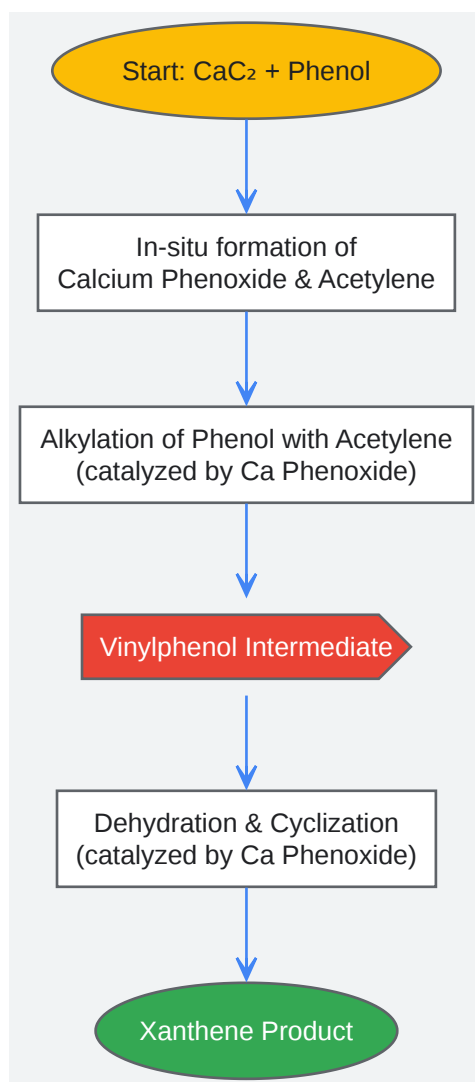 Start: CaC₂ + Phenol
In-situ formation of
Calcium Phenoxide & Acetylene
Alkylation of Phenol with Acetylene
(catalyzed by Ca Phenoxide)
Vinylphenol Intermediate
Dehydration & Cyclization
(catalyzed by Ca Phenoxide)
Xanthene Product